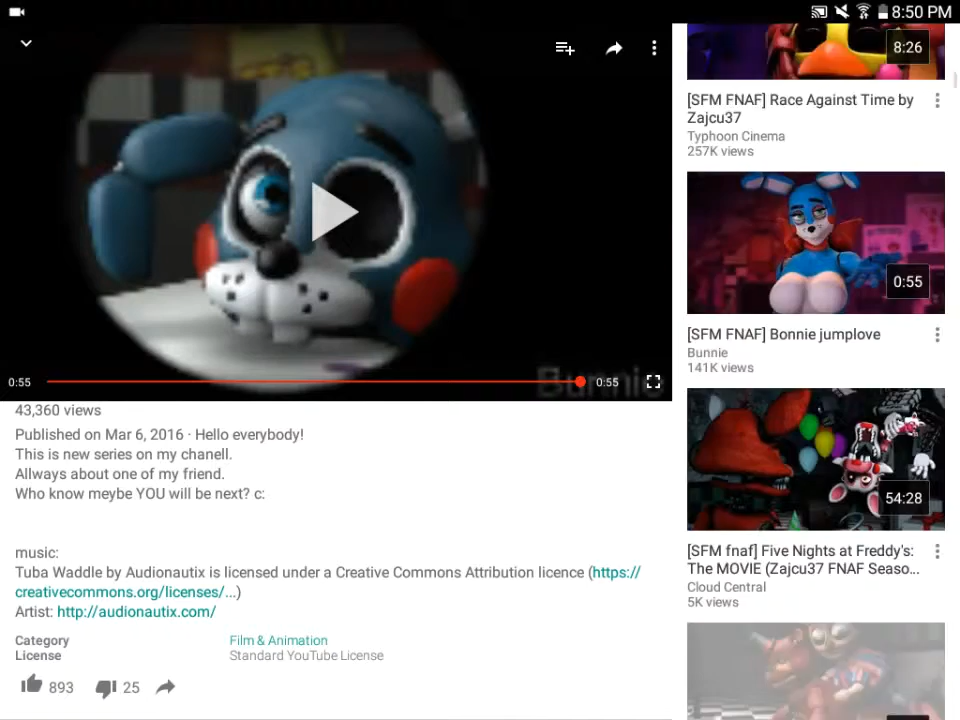 8:50 PM
8:26
[SFM FNAF] Race Against Time by
Zajcu37
Typhoon Cinema
257K views
0:55
[SFM FNAF] Bonnie jumplove
Bunnie
141K views
54:28
[SFM fnaf] Five Nights at Freddy's:
The MOVIE (Zajcu37 FNAF Seaso...
Cloud Central
5K views
Bunnie
0:55
0:55
43,360 views
Published on Mar 6, 2016 · Hello everybody!
This is new series on my chanell.
Allways about one of my friend.
Who know meybe YOU will be next? c:
music:
Tuba Waddle by Audionautix is licensed under a Creative Commons Attribution licence (https://
creativecommons.org/licenses/...)
Artist: http://audionautix.com/
Category Film & Animation
License Standard YouTube License
893 25